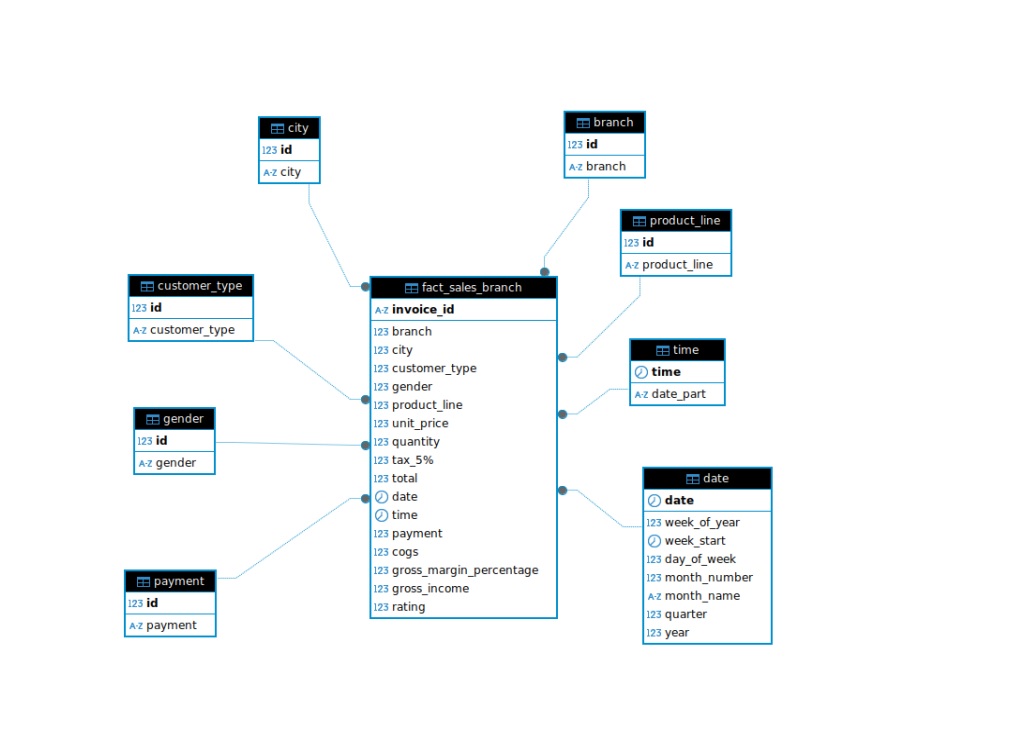 city
123 id
A-Z city
branch
123 id
A-Z branch
product_line
123 id
A-Z product_line
customer_type
123 id
A-Z customer_type
fact_sales_branch
A-Z invoice_id
123 branch
123 city
123 customer_type
123 gender
123 product_line
123 unit_price
123 quantity
123 tax_5%
123 total
date
time
123 payment
123 cogs
123 gross_margin_percentage
123 gross_income
123 rating
time
time
A-Z date_part
gender
123 id
A-Z gender
date
date
123 week_of_year
week_start
123 day_of_week
123 month_number
A-Z month_name
123 quarter
123 year
payment
123 id
A-Z payment